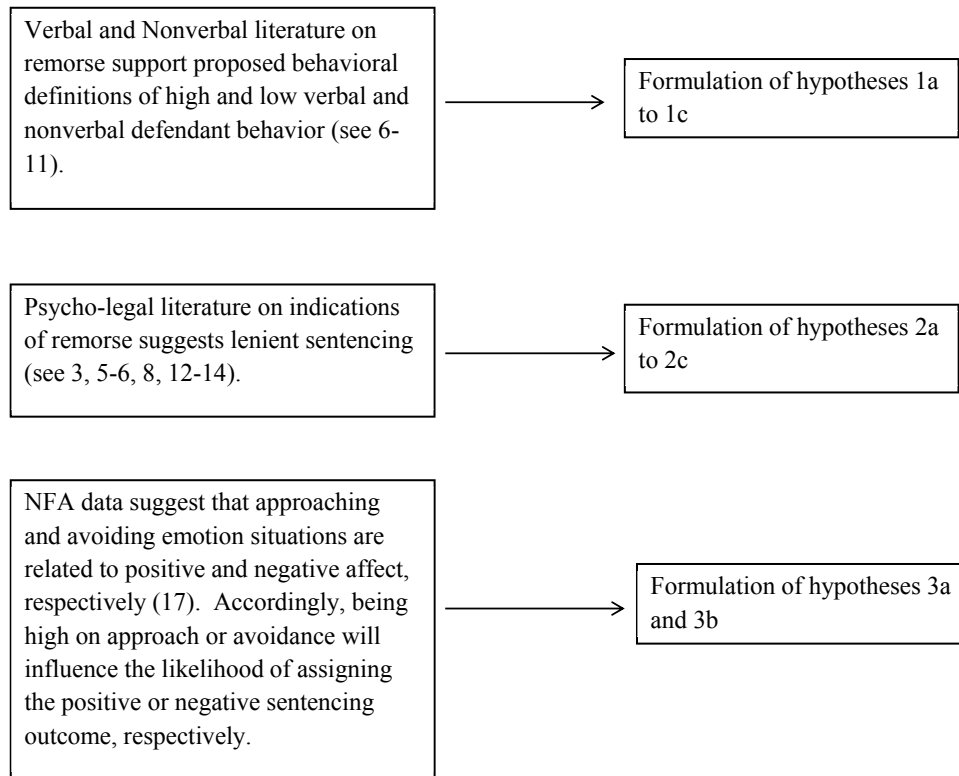 Verbal and Nonverbal literature on
remorse support proposed behavioral
definitions of high and low verbal and
nonverbal defendant behavior (see 6-
11).
Formulation of hypotheses 1a
to 1c
Psycho-legal literature on indications
of remorse suggests lenient sentencing
(see 3, 5-6, 8, 12-14).
Formulation of hypotheses 2a
to 2c
NFA data suggest that approaching
and avoiding emotion situations are
related to positive and negative affect,
respectively (17).  Accordingly, being
high on approach or avoidance will
influence the likelihood of assigning
the positive or negative sentencing
outcome, respectively.
Formulation of hypotheses 3a
and 3b